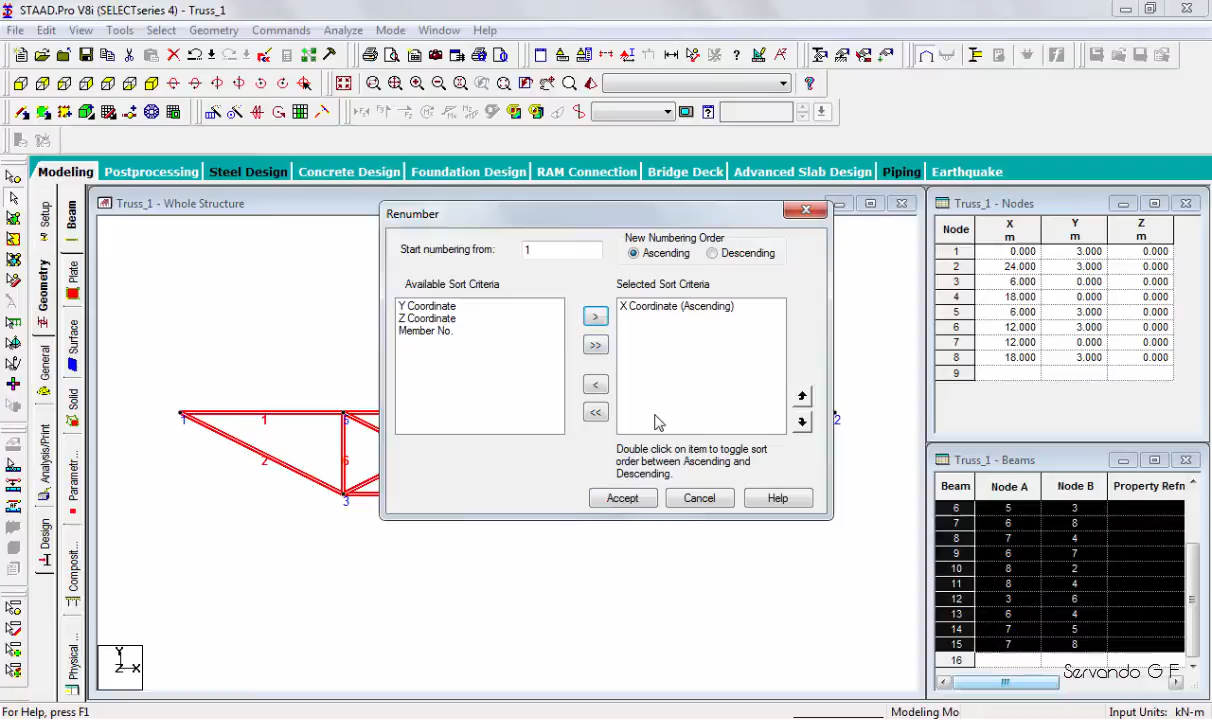 STAAD.Pro V8i (SELECTseries 4) - Truss_1
File Edit View Tools Select Geometry Commands Analyze Mode Window Help
Modeling Postprocessing Steel Design Concrete Design Foundation Design RAM Connection Bridge Deck Advanced Slab Design Piping Earthquake
Setup
Geometry
General
Analysis/Print
Design
Beam
Plate
Surface
Solid
Parametr...
Composit...
Physical ...
Truss_1 - Whole Structure
1
1
2
5
6
3
2
Y
Z X
Renumber
Start numbering from: 1
New Numbering Order
Ascending Descending
Available Sort Criteria
Y Coordinate
Z Coordinate
Member No.
>
>>
<
<<
Selected Sort Criteria
X Coordinate (Ascending)
Double click on item to toggle sort
order between Ascending and
Descending.
Accept Cancel Help
Truss_1 - Nodes
Node X m Y m Z m
1 0.000 3.000 0.000
2 24.000 3.000 0.000
3 6.000 0.000 0.000
4 18.000 0.000 0.000
5 6.000 3.000 0.000
6 12.000 3.000 0.000
7 12.000 0.000 0.000
8 18.000 3.000 0.000
9
Truss_1 - Beams
Beam Node A Node B Property Refn
6 5 3
7 6 8
8 7 4
9 6 7
10 8 2
11 8 4
12 3 6
13 6 4
14 7 5
15 7 8
16
Servando G F
For Help, press F1
Modeling Mo
Input Units: kN-m